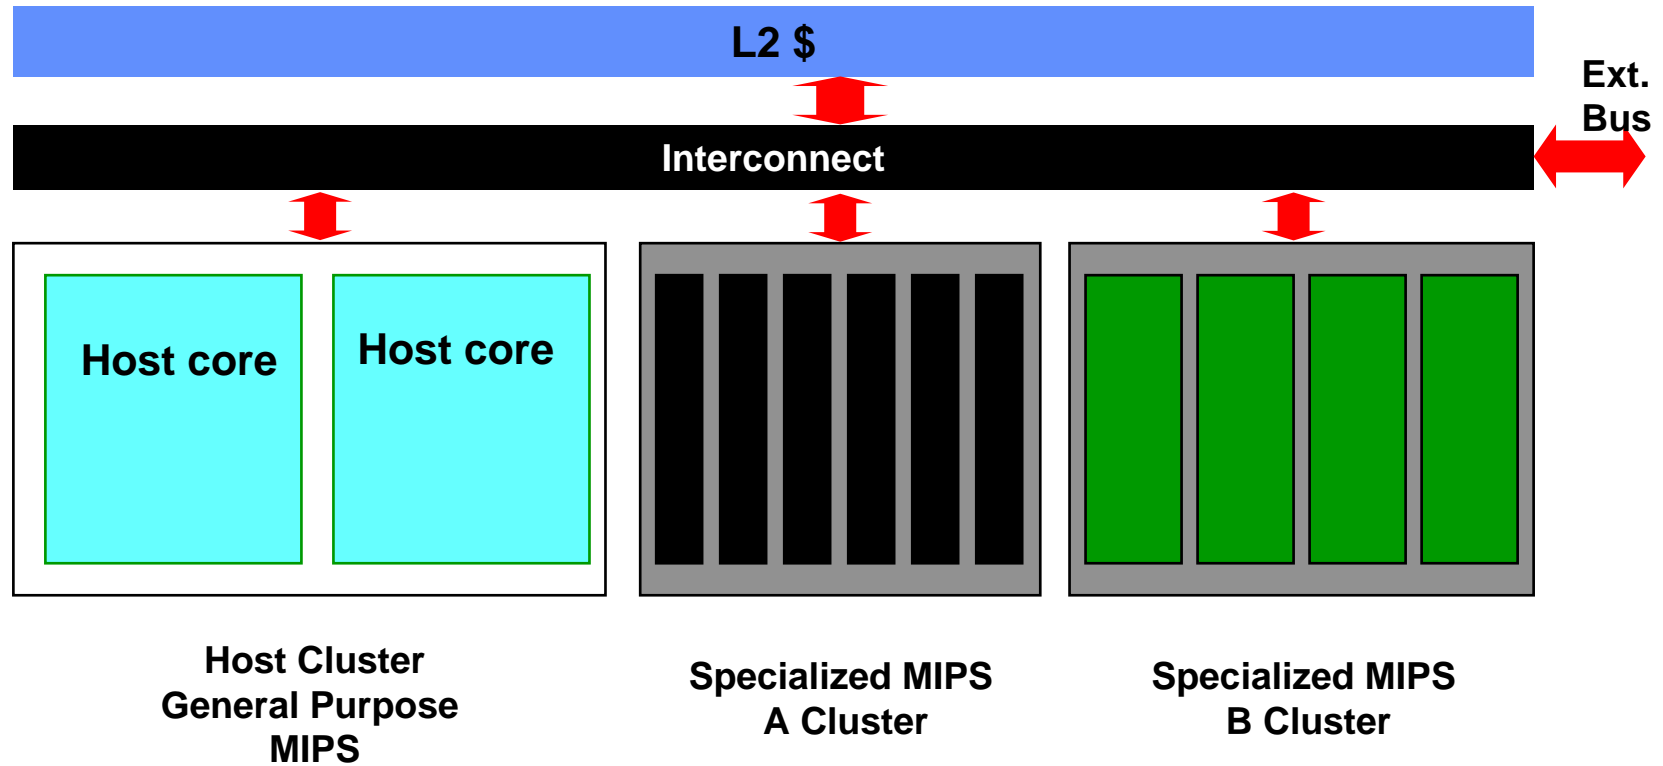 L2 $
Ext.
Bus
Interconnect
Host core
Host core
Host Cluster
General Purpose
MIPS
Specialized MIPS
A Cluster
Specialized MIPS
B Cluster